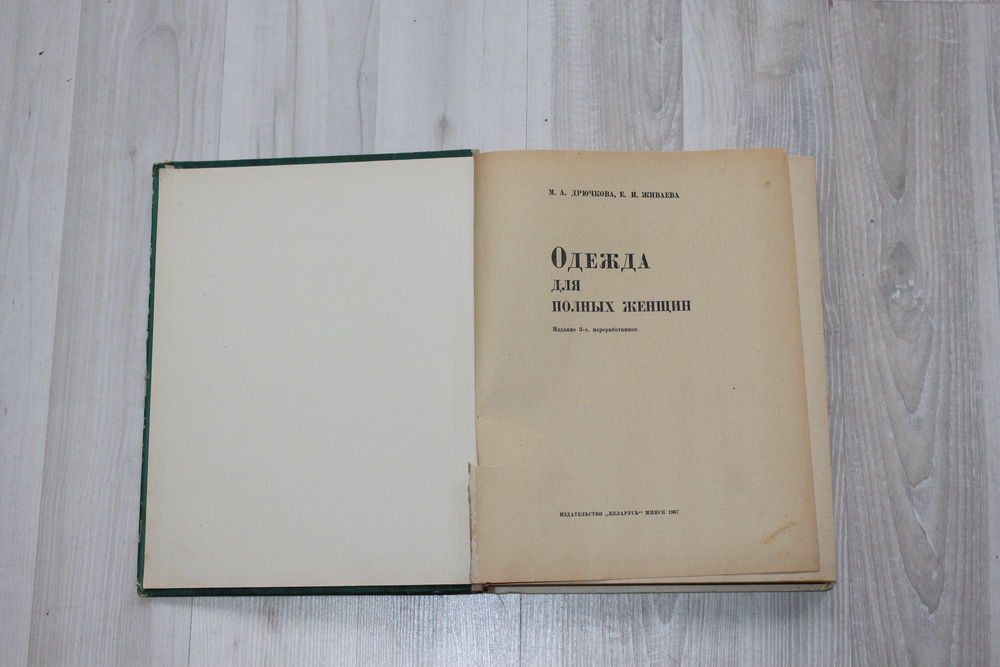 М. А. ДРЮЧКОВА, Е. И. ЖИВАЕВА
ОДЕЖДА
ДЛЯ
ПОЛНЫХ ЖЕНЩИН
Издание 3-е, переработанное
ИЗДАТЕЛЬСТВО „БЕЛАРУСЬ“ МИНСК 1967